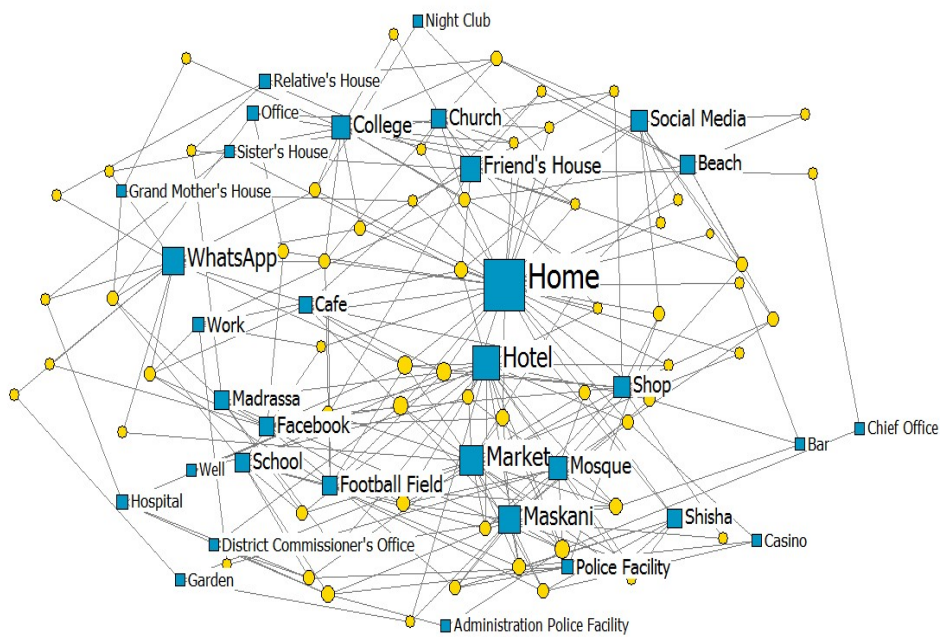 Night Club
Relative's House
Office
College
Church
Social Media
Sister's House
Friend's House
Beach
Grand Mother's House
WhatsApp
Home
Cafe
Work
Hotel
Shop
Madrassa
Facebook
Chief Office
Bar
School
Well
Market
Mosque
Football Field
Hospital
Maskani
Shisha
District Commissioner's Office
Casino
Police Facility
Garden
Administration Police Facility